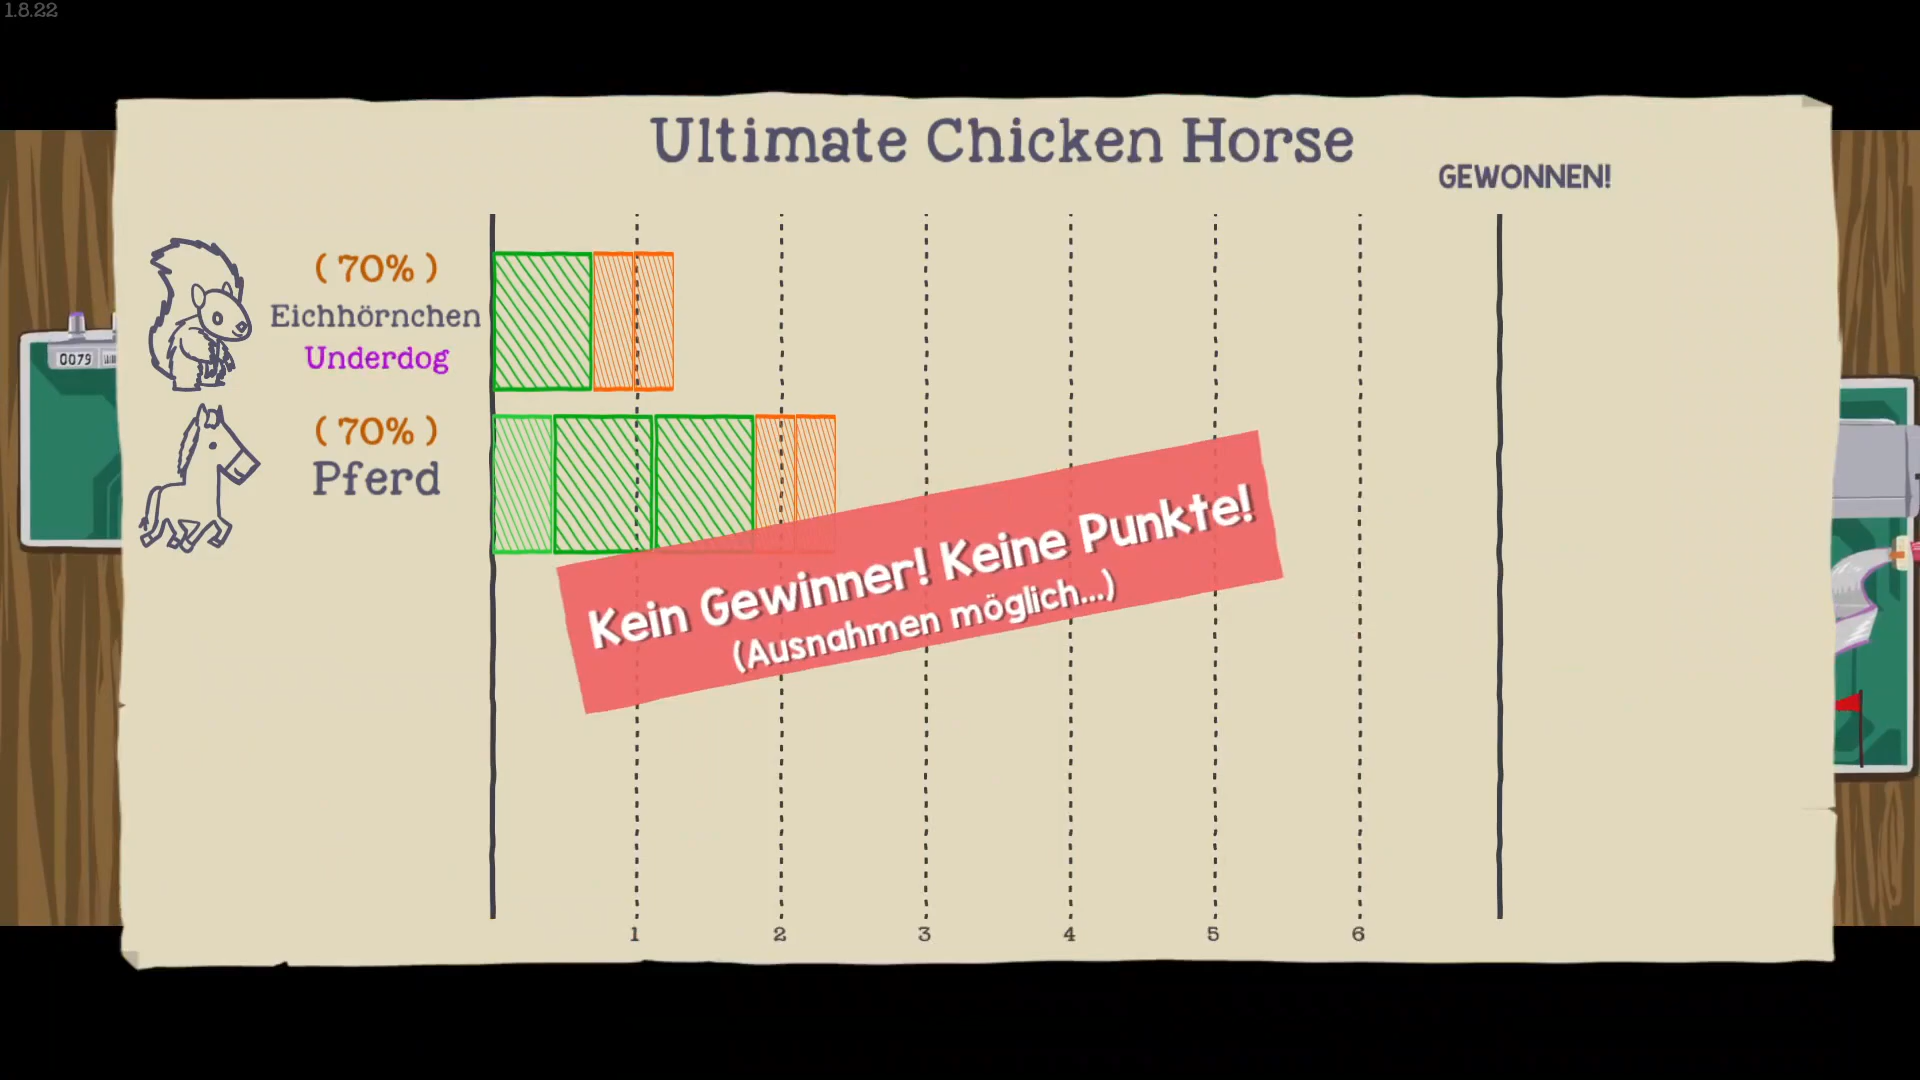 1.8.22
Ultimate Chicken Horse
GEWONNEN!
( 70% )
Eichhörnchen
Underdog
0079
( 70% )
Pferd
Kein Gewinner! Keine Punkte!
(Ausnahmen möglich...)
1 2 3 4 5 6